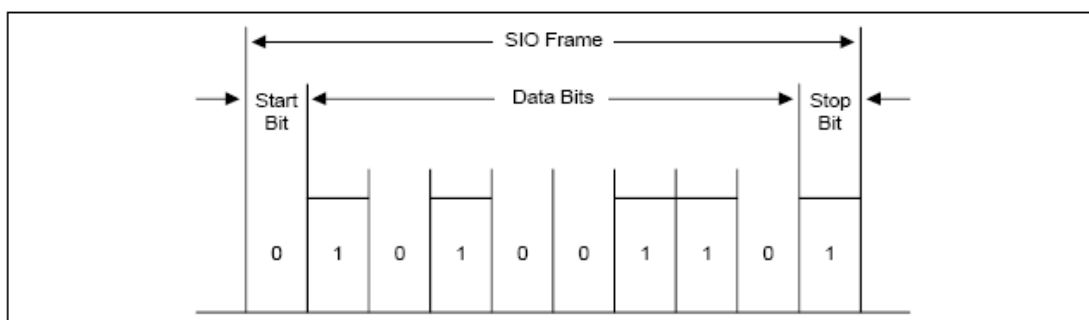 SIO Frame
Start Bit
Data Bits
Stop Bit
0 1 0 1 0 0 1 1 0 1